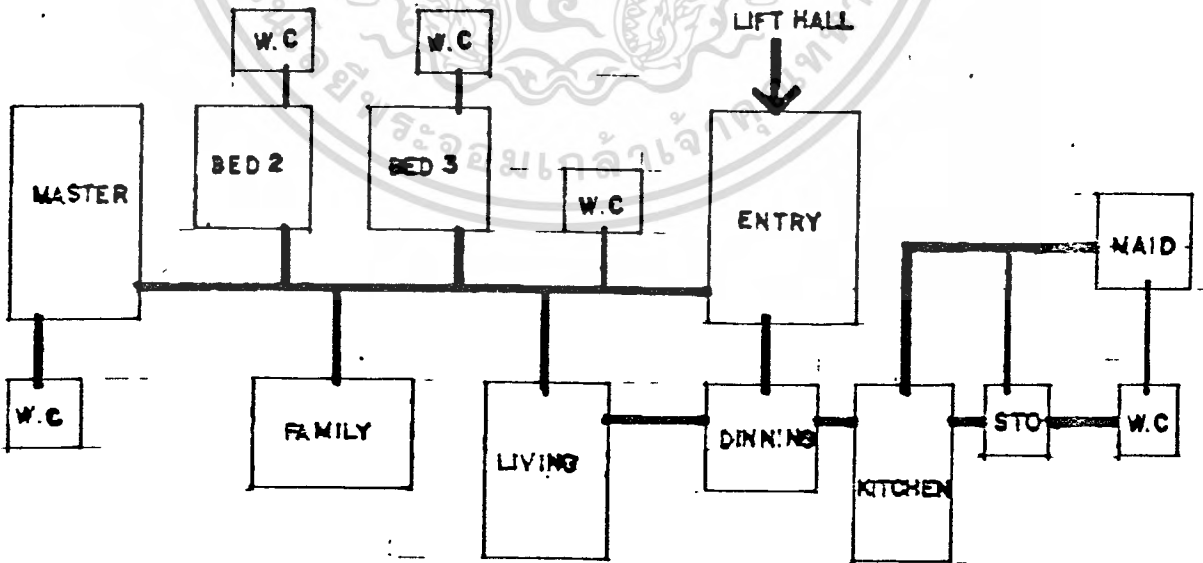 LIFT HALL
W.C
W.C
MASTER
BED 2
BED 3
W.C
ENTRY
MAID
W.C
FAMILY
LIVING
DINNING
KITCHEN
STO
W.C